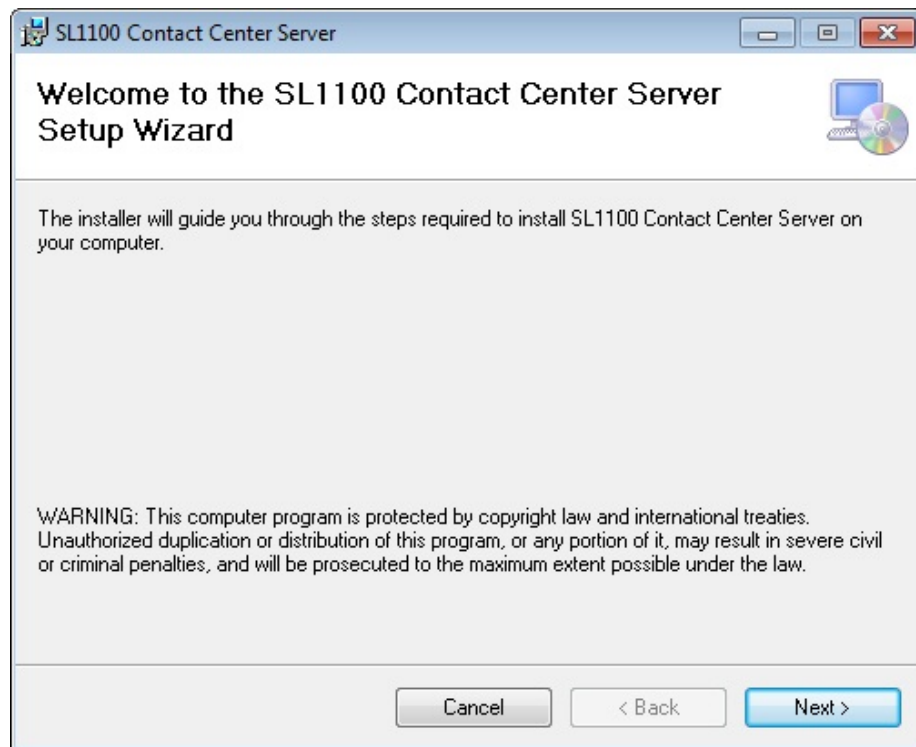 SL1100 Contact Center Server
Welcome to the SL1100 Contact Center Server
Setup Wizard
The installer will guide you through the steps required to install SL1100 Contact Center Server on
your computer.
WARNING: This computer program is protected by copyright law and international treaties.
Unauthorized duplication or distribution of this program, or any portion of it, may result in severe civil
or criminal penalties, and will be prosecuted to the maximum extent possible under the law.
Cancel
< Back
Next >